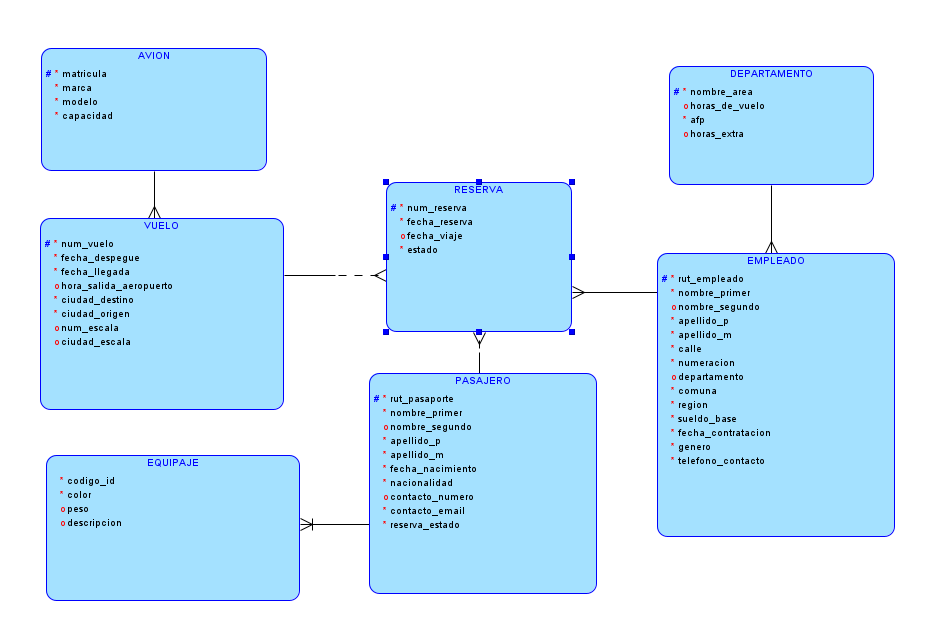 AVION
# * matricula
* marca
* modelo
* capacidad
VUELO
# * num_vuelo
* fecha_despegue
* fecha_llegada
o hora_salida_aeropuerto
* ciudad_destino
* ciudad_origen
o num_escala
o ciudad_escala
RESERVA
# * num_reserva
* fecha_reserva
o fecha_viaje
* estado
DEPARTAMENTO
# * nombre_area
o horas_de_vuelo
* afp
o horas_extra
EMPLEADO
# * rut_empleado
* nombre_primer
o nombre_segundo
* apellido_p
* apellido_m
* calle
* numeracion
o departamento
* comuna
* region
* sueldo_base
* fecha_contratacion
* genero
* telefono_contacto
PASAJERO
# * rut_pasaporte
* nombre_primer
o nombre_segundo
* apellido_p
* apellido_m
* fecha_nacimiento
* nacionalidad
o contacto_numero
* contacto_email
* reserva_estado
EQUIPAJE
* codigo_id
* color
o peso
o descripcion